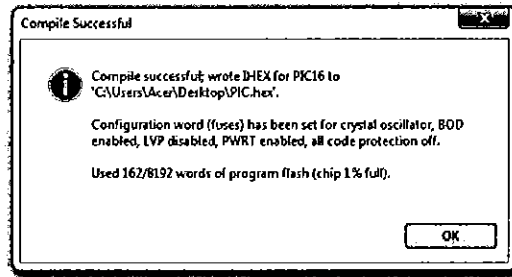 Compile Successful
Compile successful; wrote IHEX for PIC16 to
'C:\Users\Acer\Desktop\PIC.hex'.
Configuration word (fuses) has been set for crystal oscillator, BOD
enabled, LVP disabled, PWRT enabled, all code protection off.
Used 162/8192 words of program flash (chip 1% full).
OK